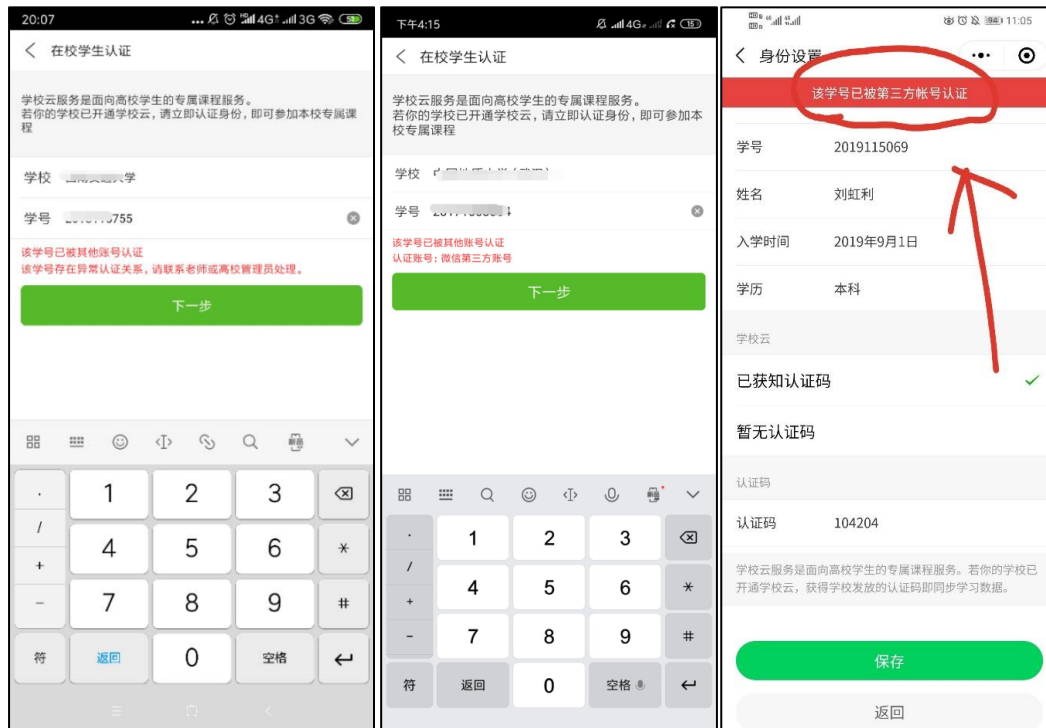 20:07
... 4G⁺ 3G 50
在校学生认证
学校云服务是面向高校学生的专属课程服务。
若你的学校已开通学校云，请立即认证身份，即可参加本校专属课
程
学校 大学
学号 755
该学号已被其他账号认证
该学号存在异常认证关系，请联系老师或高校管理员处理。
下一步
· 1 2 3
/ 4 5 6 *
+
- 7 8 9 #
符 返回 0 空格
下午4:15
4G 15
在校学生认证
学校云服务是面向高校学生的专属课程服务。
若你的学校已开通学校云，请立即认证身份，即可参加本
校专属课程
学校
学号
该学号已被其他账号认证
认证账号：微信第三方账号
下一步
· 1 2 3
/ 4 5 6 *
+
- 7 8 9 #
符 返回 0 空格
94 11:05
身份设置
该学号已被第三方帐号认证
学号 2019115069
姓名 刘虹利
入学时间 2019年9月1日
学历 本科
学校云
已获知认证码
暂无认证码
认证码
认证码 104204
学校云服务是面向高校学生的专属课程服务。若你的学校已
开通学校云，获得学校发放的认证码即同步学习数据。
保存
返回